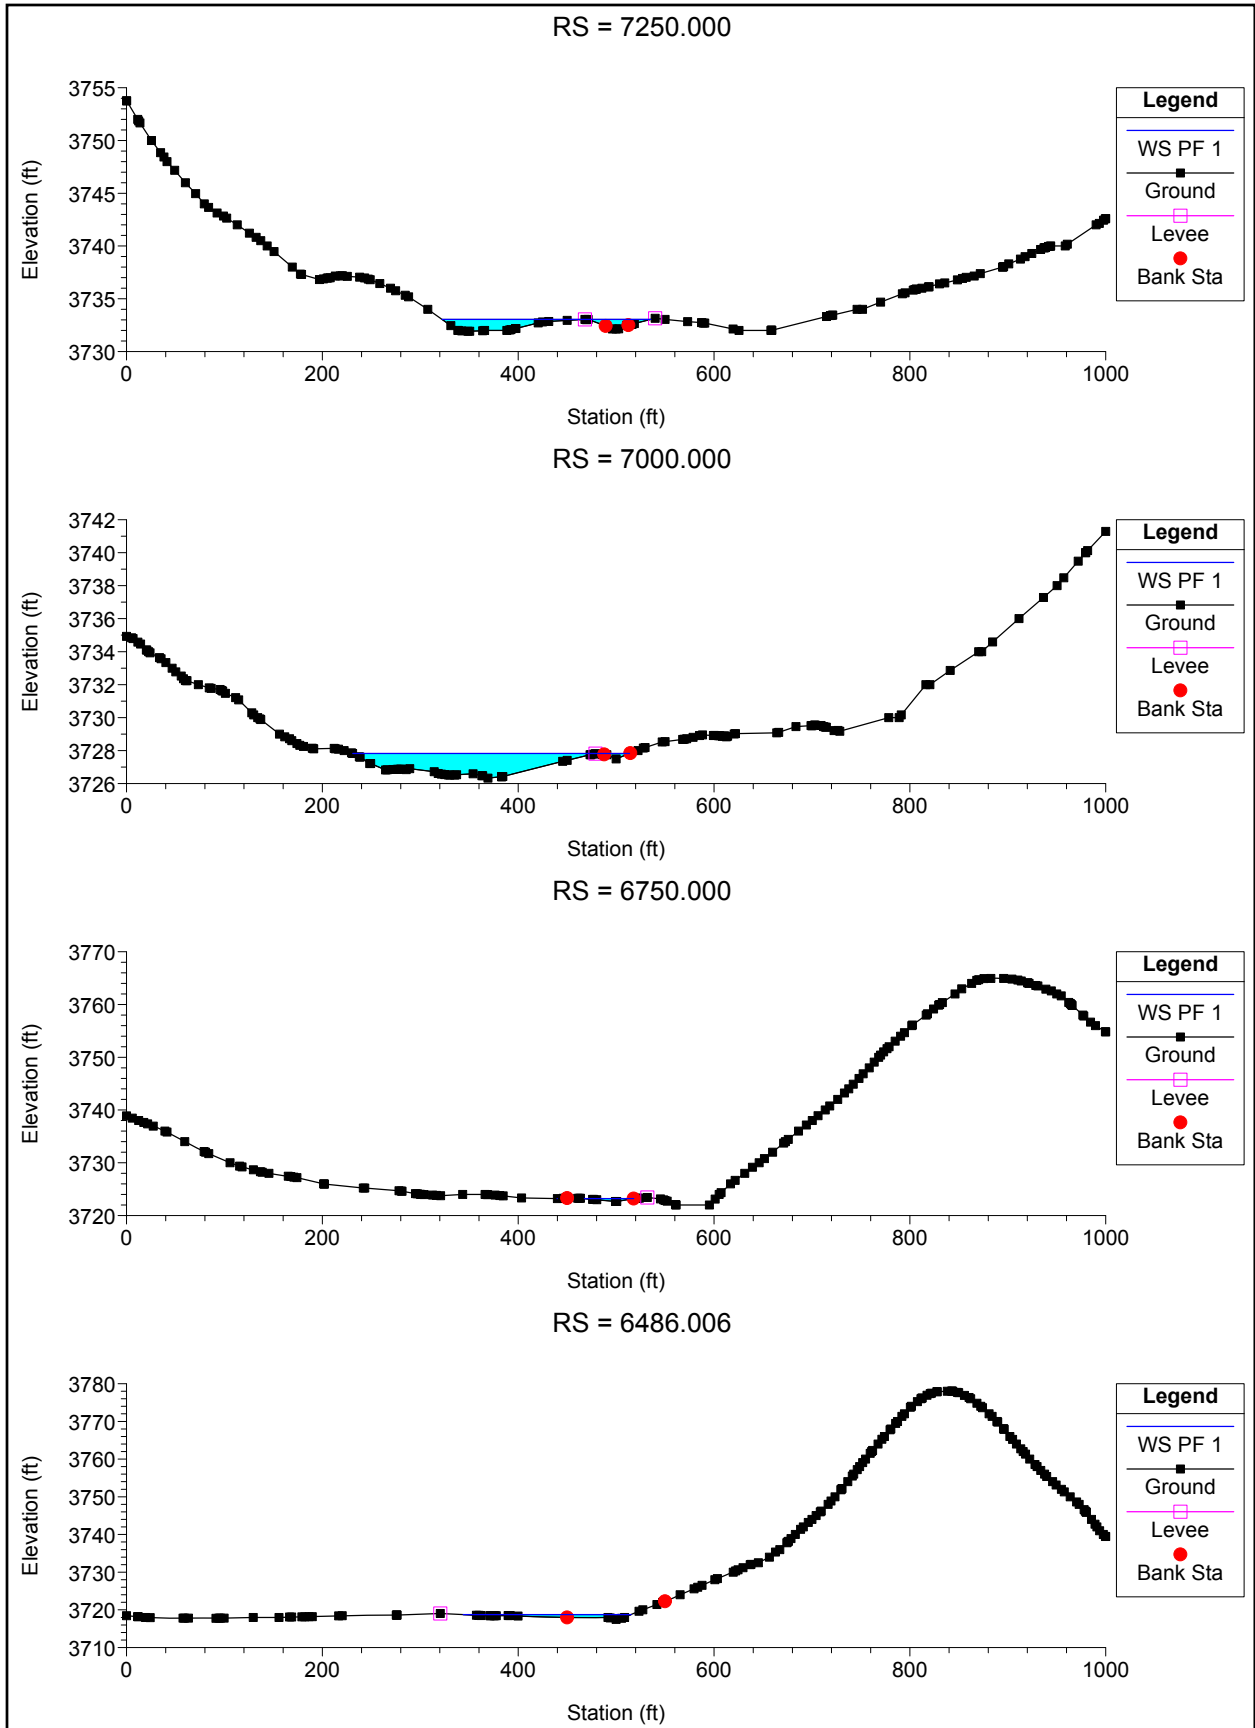 RS = 7250.000
Elevation (ft)
3755
3750
3745
3740
3735
3730
0 200 400 600 800 1000
Station (ft)
Legend
WS PF 1
Ground
Levee
Bank Sta
RS = 7000.000
Elevation (ft)
3742
3740
3738
3736
3734
3732
3730
3728
3726
0 200 400 600 800 1000
Station (ft)
Legend
WS PF 1
Ground
Levee
Bank Sta
RS = 6750.000
Elevation (ft)
3770
3760
3750
3740
3730
3720
0 200 400 600 800 1000
Station (ft)
Legend
WS PF 1
Ground
Levee
Bank Sta
RS = 6486.006
Elevation (ft)
3780
3770
3760
3750
3740
3730
3720
3710
0 200 400 600 800 1000
Station (ft)
Legend
WS PF 1
Ground
Levee
Bank Sta